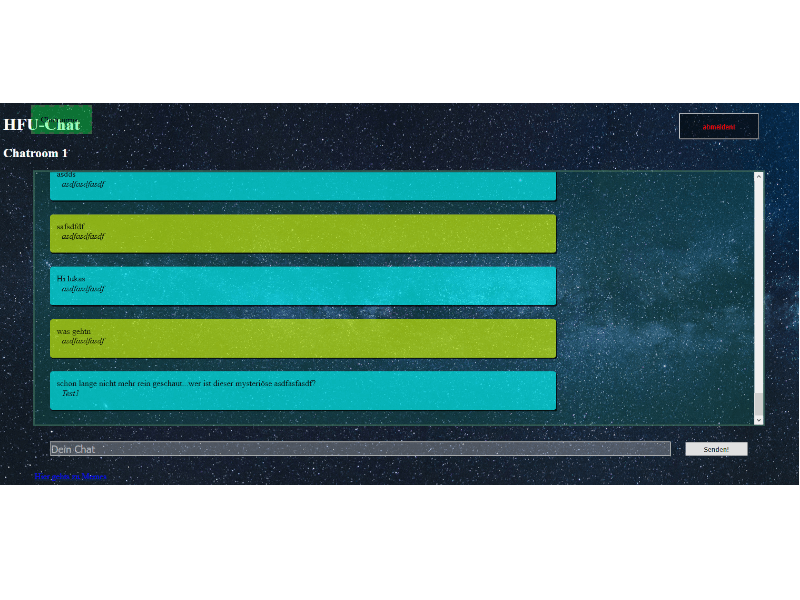 HFU-Chat
abmelden!
Chatroom 1
asdds
asdfasdfasdf
safsdfdf
asdfasdfasdf
Hi lukas
asdfasdfasdf
was gehtn
asdfasdfasdf
schon lange nicht mehr rein geschaut.. wer ist dieser mysteriöse asdfasfasdf?
Test1
Dein Chat
Senden!